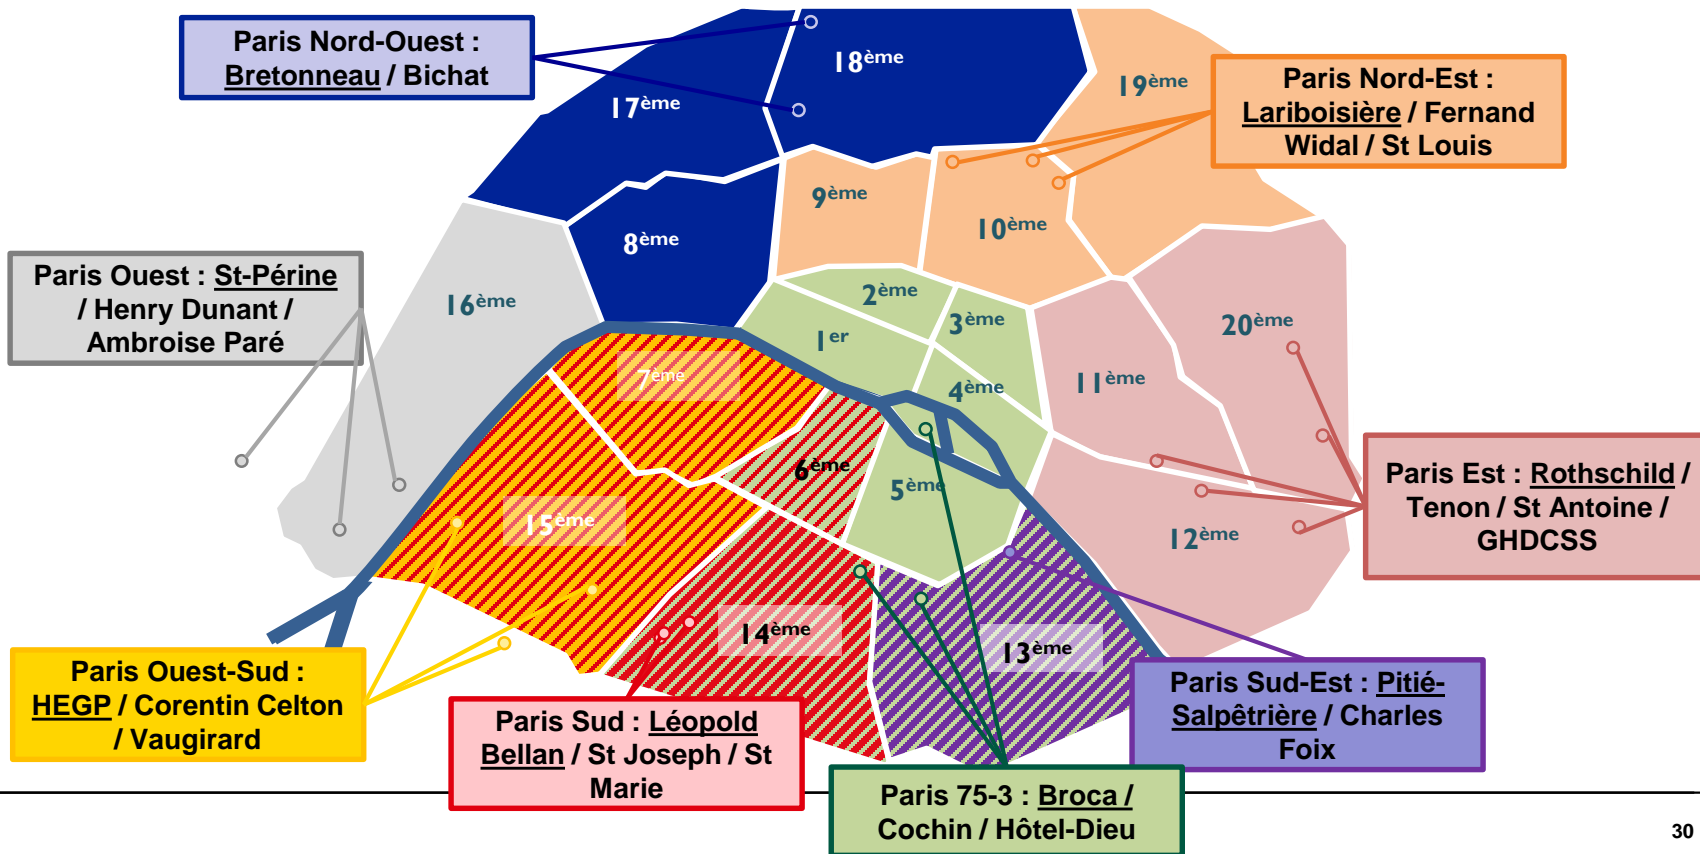 Paris Nord-Ouest :
Bretonneau / Bichat
18ème
17ème
19ème
Paris Nord-Est :
Lariboisière / Fernand
Widal / St Louis
9ème
10ème
8ème
Paris Ouest : St-Périne
/ Henry Dunant /
Ambroise Paré
16ème
2ème
3ème
1er
20ème
7ème
4ème
11ème
6ème
5ème
Paris Est : Rothschild /
Tenon / St Antoine /
GHDCSS
15ème
12ème
14ème
13ème
Paris Ouest-Sud :
HEGP / Corentin Celton
/ Vaugirard
Paris Sud : Léopold
Bellan / St Joseph / St
Marie
Paris Sud-Est : Pitié-
Salpêtrière / Charles
Foix
Paris 75-3 : Broca /
Cochin / Hôtel-Dieu
30